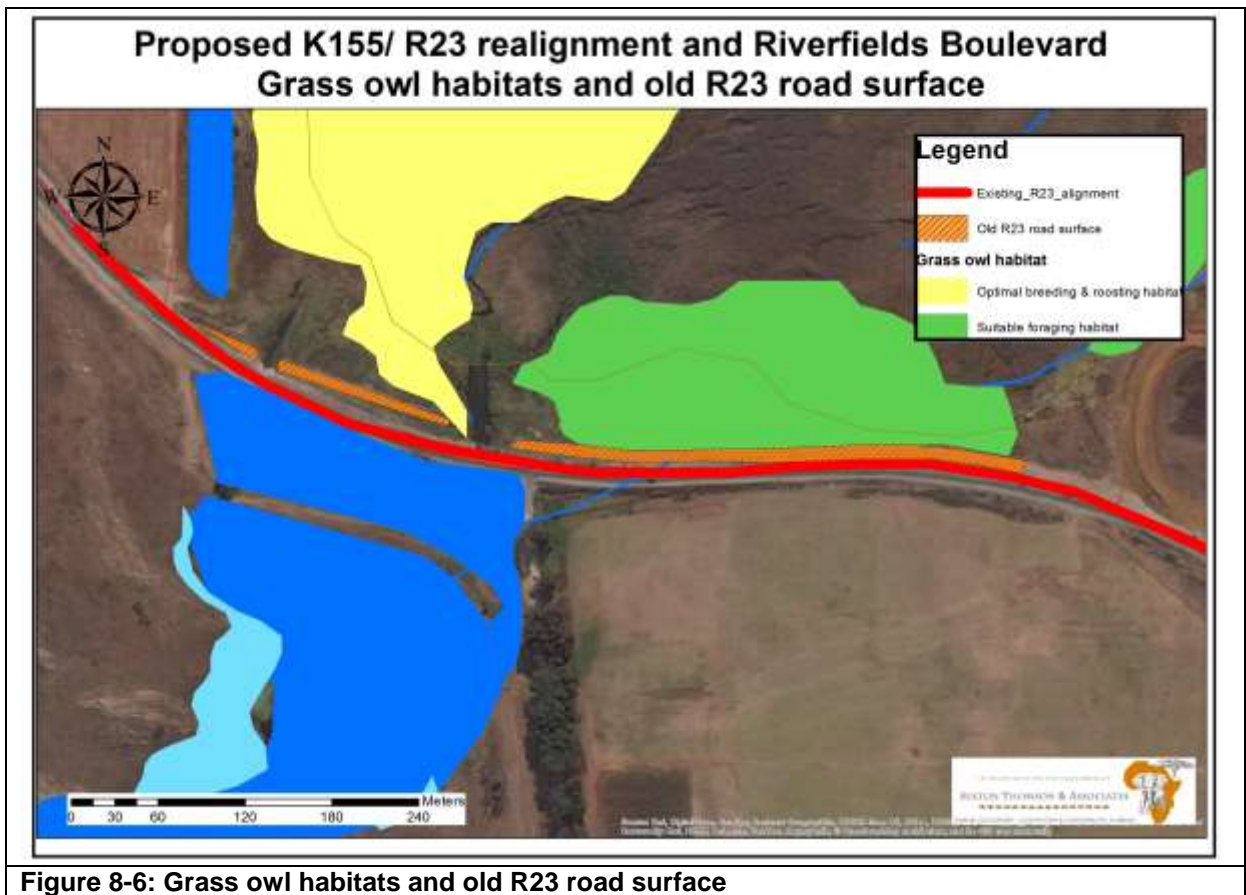 Proposed K155/ R23 realignment and Riverfields Boulevard
Grass owl habitats and old R23 road surface
N
W
E
Legend
Existing_R23_alignment
Old R23 road surface
Grass owl habitat
Optimal breeding & roosting habitat
Suitable foraging habitat
Meters
0 30 60 120 180 240
& ASSOCIATES
Figure 8-6: Grass owl habitats and old R23 road surface